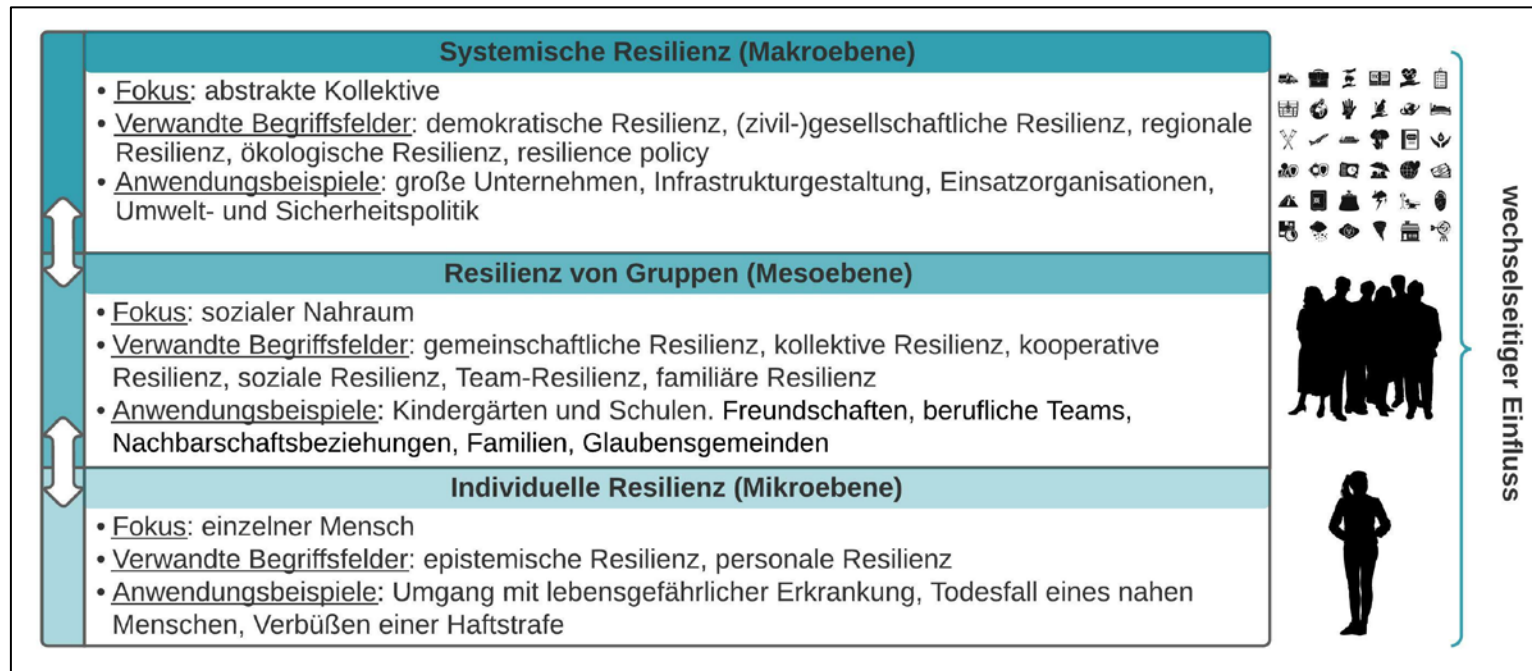 Systemische Resilienz (Makroebene)
• Fokus: abstrakte Kollektive
• Verwandte Begriffsfelder: demokratische Resilienz, (zivil-)gesellschaftliche Resilienz, regionale
Resilienz, ökologische Resilienz, resilience policy
• Anwendungsbeispiele: große Unternehmen, Infrastrukturgestaltung, Einsatzorganisationen,
Umwelt- und Sicherheitspolitik
Resilienz von Gruppen (Mesoebene)
• Fokus: sozialer Nahraum
• Verwandte Begriffsfelder: gemeinschaftliche Resilienz, kollektive Resilienz, kooperative
Resilienz, soziale Resilienz, Team-Resilienz, familiäre Resilienz
• Anwendungsbeispiele: Kindergärten und Schulen. Freundschaften, berufliche Teams,
Nachbarschaftsbeziehungen, Familien, Glaubensgemeinden
Individuelle Resilienz (Mikroebene)
• Fokus: einzelner Mensch
• Verwandte Begriffsfelder: epistemische Resilienz, personale Resilienz
• Anwendungsbeispiele: Umgang mit lebensgefährlicher Erkrankung, Todesfall eines nahen
Menschen, Verbüßen einer Haftstrafe
wechselseitiger Einfluss